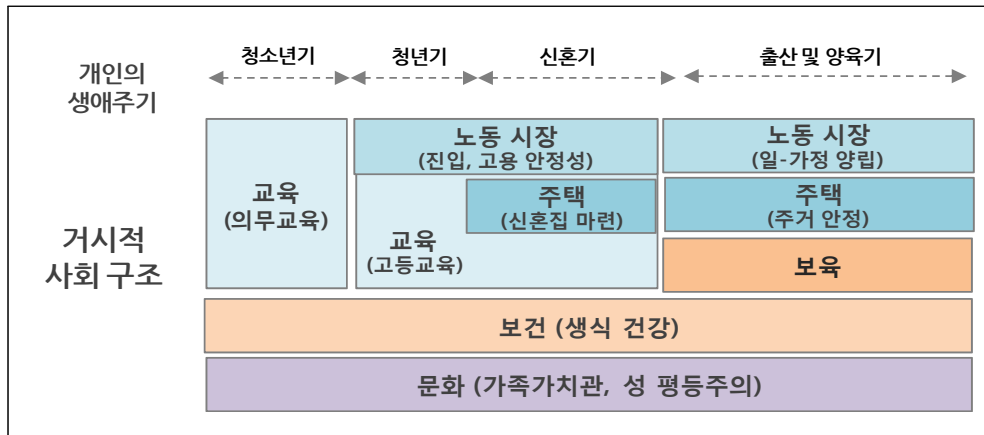 청소년기
청년기
신혼기
출산 및 양육기
개인의
생애주기
노동 시장
(진입, 고용 안정성)
노동 시장
(일-가정 양립)
교육
(의무교육)
주택
(신혼집 마련)
주택
(주거 안정)
거시적
사회 구조
교육
(고등교육)
보육
보건 (생식 건강)
문화 (가족가치관, 성 평등주의)